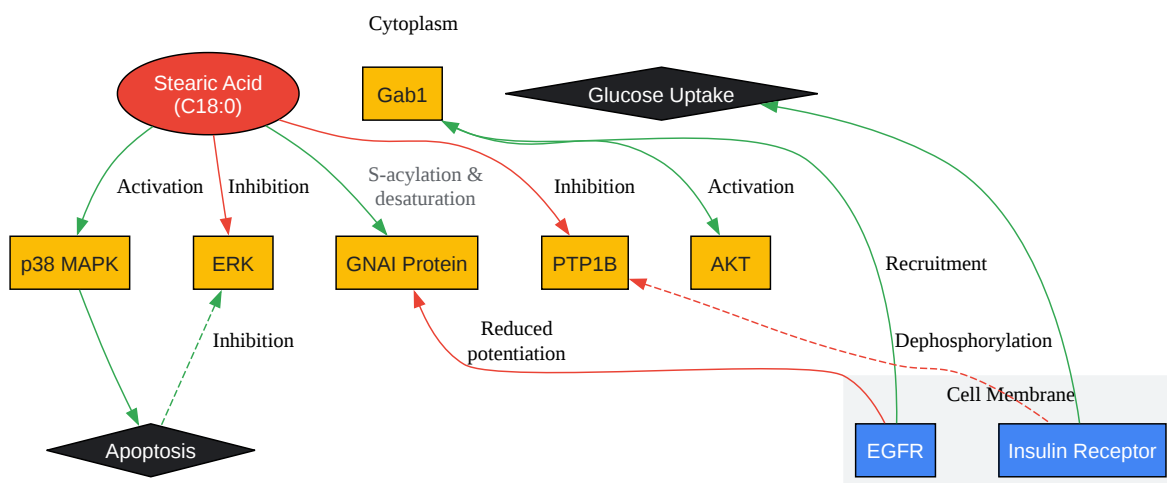 Cytoplasm
Stearic Acid
(C18:0)
Gab1
Glucose Uptake
Activation
Inhibition
S-acylation &
desaturation
Inhibition
Activation
p38 MAPK
ERK
GNAI Protein
PTP1B
AKT
Recruitment
Inhibition
Reduced
potentiation
Dephosphorylation
Cell Membrane
Apoptosis
EGFR
Insulin Receptor